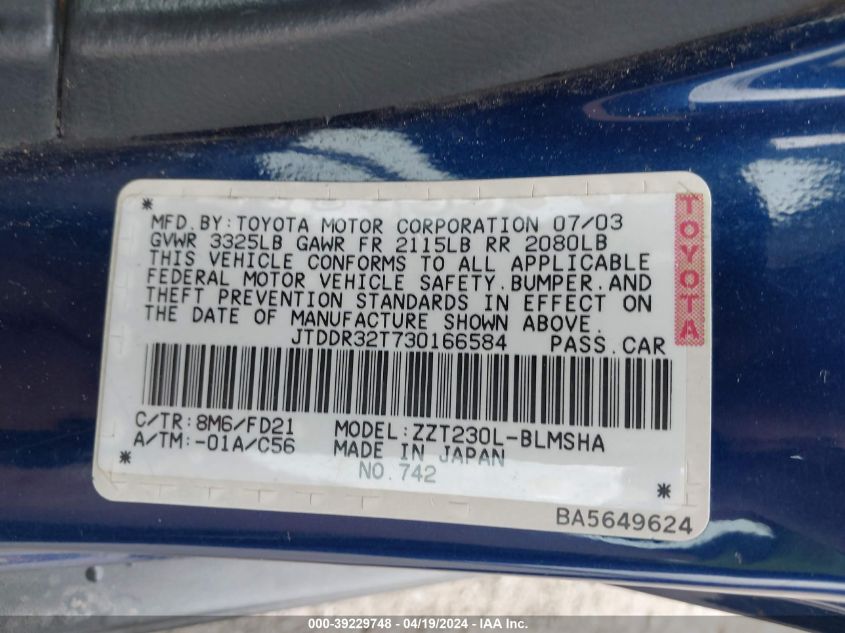 MFD.BY:TOYOTA MOTOR CORPORATION 07/03
GVWR 3325LB GAWR FR 2115LB RR 2080LB
THIS VEHICLE CONFORMS TO ALL APPLICABLE
FEDERAL MOTOR VEHICLE SAFETY.BUMPER.AND
THEFT PREVENTION STANDARDS IN EFFECT ON
THE DATE OF MANUFACTURE SHOWN ABOVE.
JTDDR32T730166584 PASS.CAR
TOYOTA
C/TR:8M6/FD21 MODEL:ZZT230L-BLMSHA
A/TM:-01A/C56 MADE IN JAPAN
NO.742
BA5649624
000-39229748 - 04/19/2024 - IAA Inc.